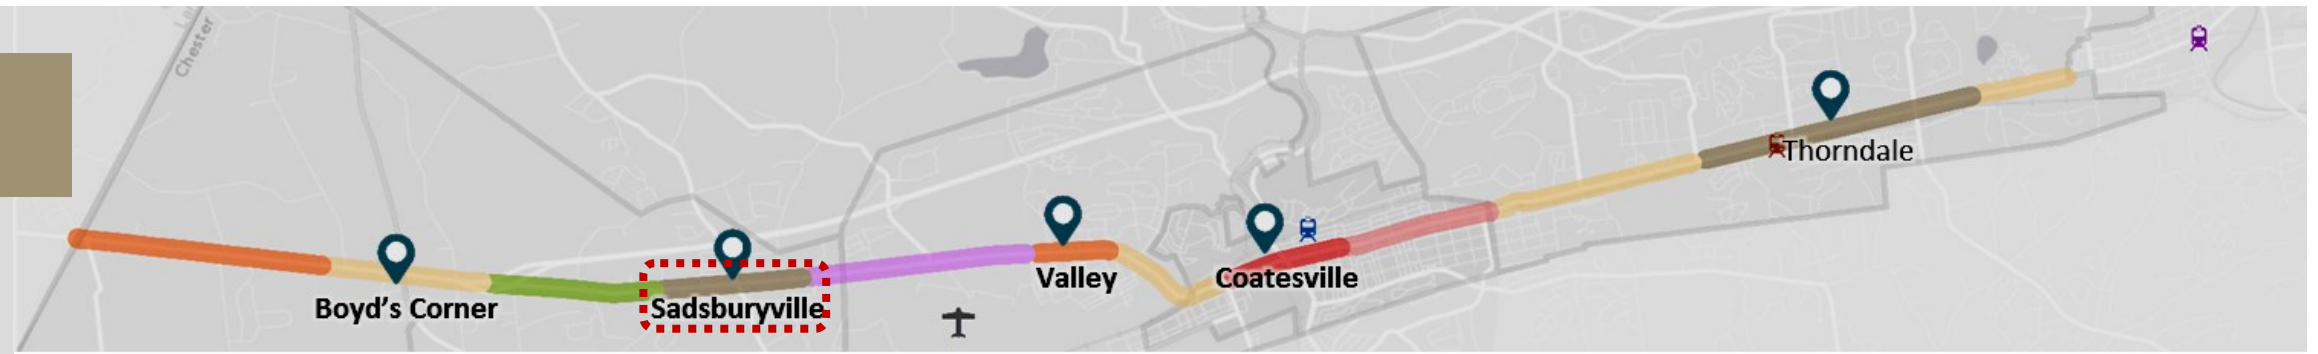 Chester
Thorndale
Valley
Coatesville
Boyd's Corner
Sadsburyville